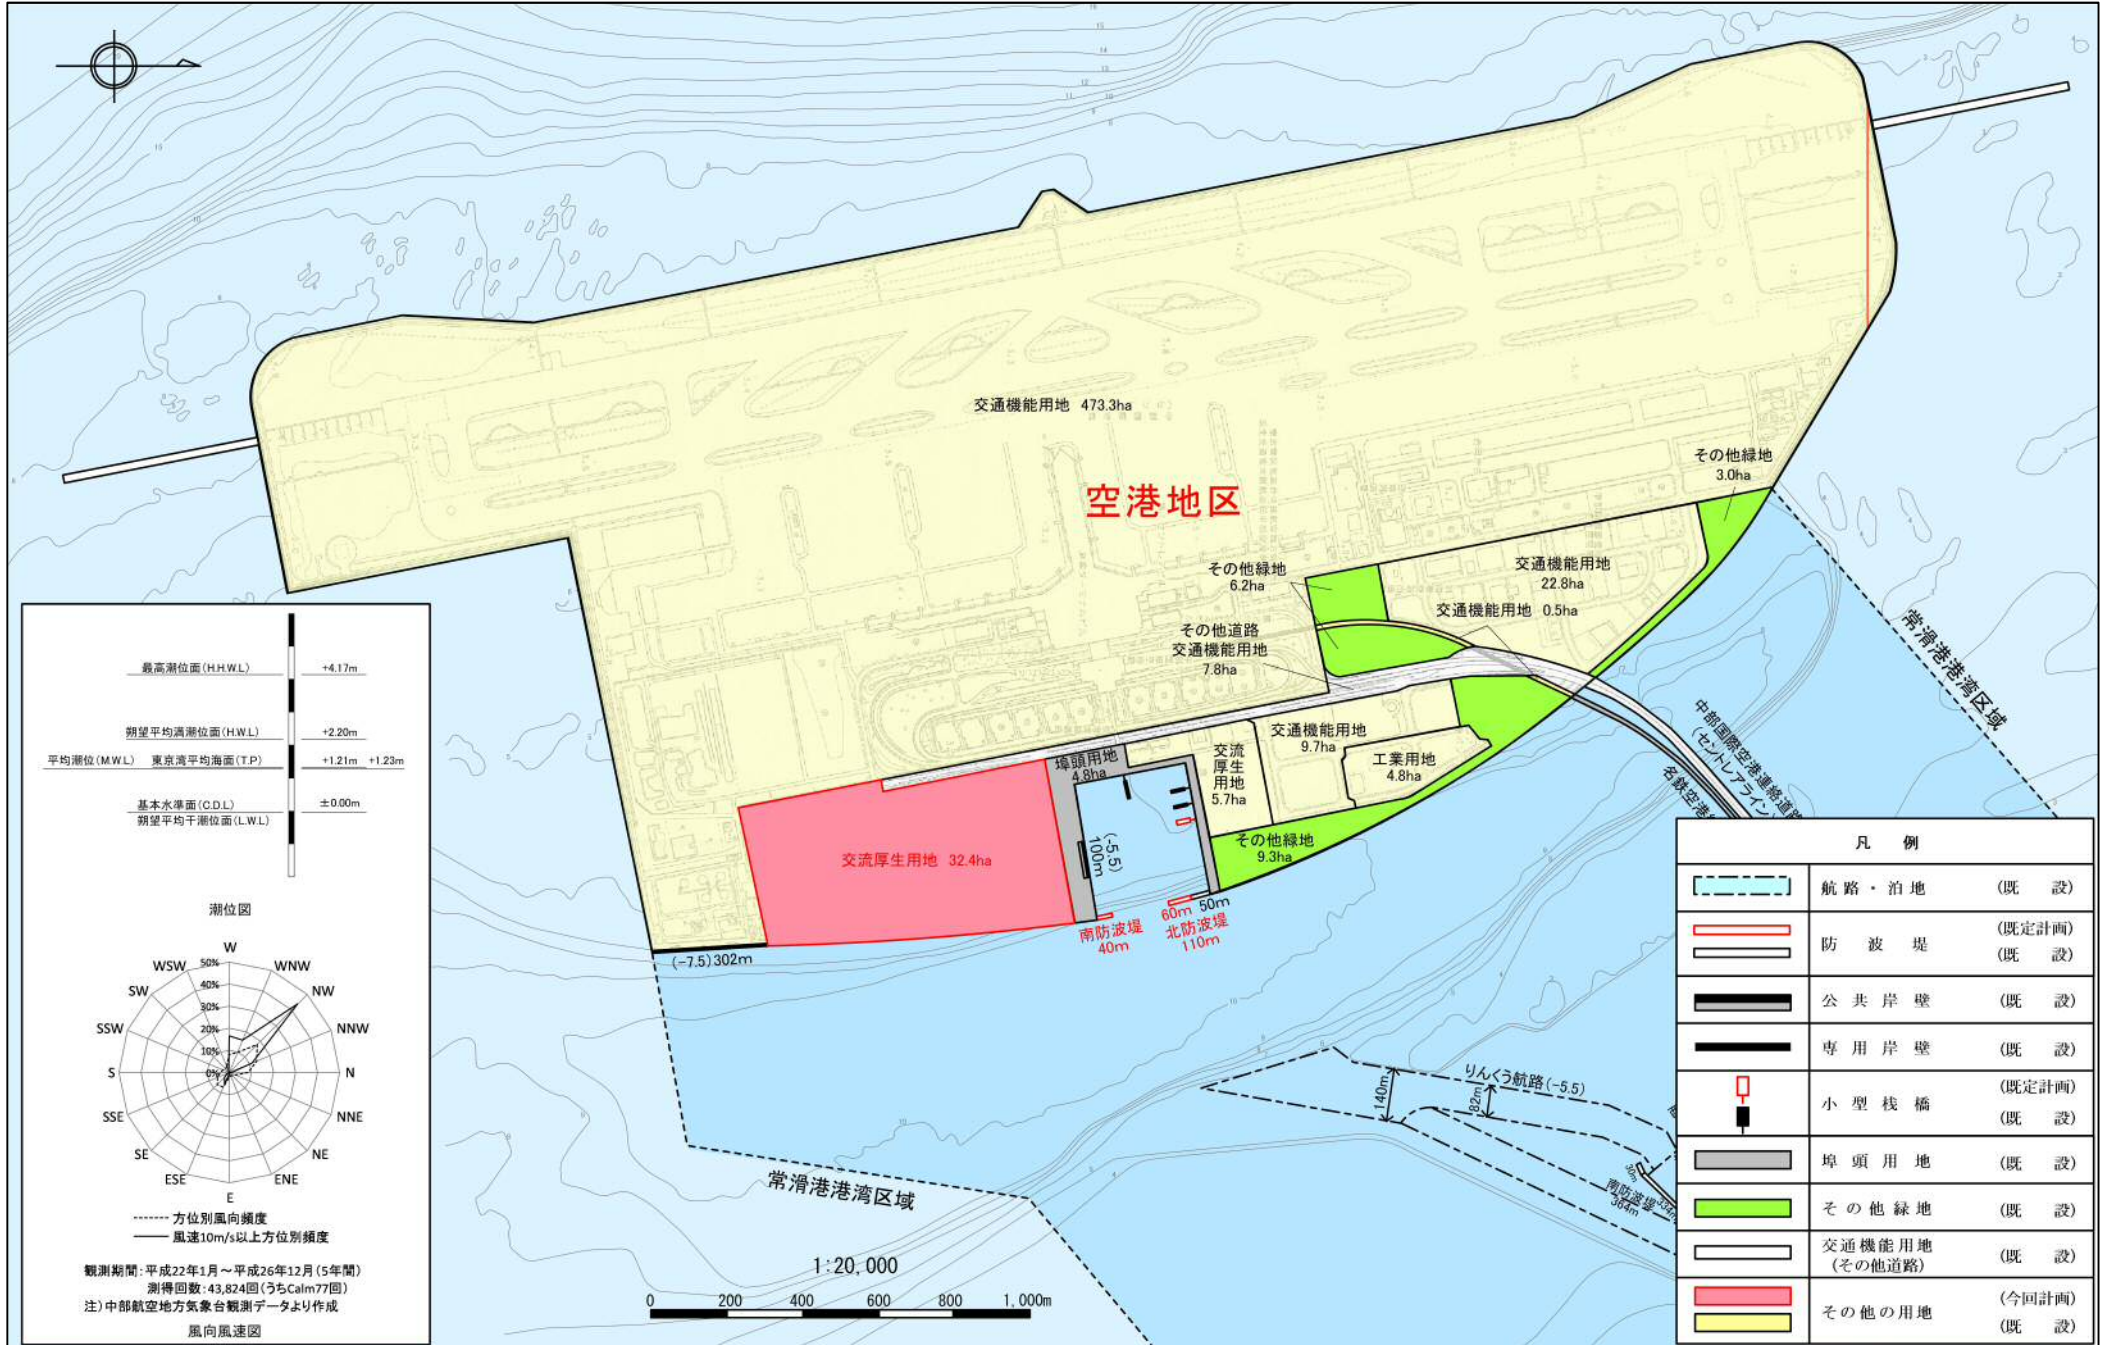 交通機能用地 473.3ha
空港地区
その他緑地
3.0ha
その他緑地
6.2ha
交通機能用地
22.8ha
交通機能用地 0.5ha
その他道路
交通機能用地
7.8ha
交通機能用地
9.7ha
工業用地
4.8ha
交流
厚生
用地
5.7ha
埠頭用地
4.8ha
その他緑地
9.3ha
交流厚生用地 32.4ha
(-5.5)
100m
南防波堤
40m
60m 50m
北防波堤
110m
(-7.5)302m
常滑港港湾区域
中部国際空港連絡道路
(セントレアライン)
名鉄空港線
常滑港港湾区域
りんくう航路(-5.5)
140m
82m
30m
南防波堤
364m
334m
最高潮位面(H.H.W.L) +4.17m
朔望平均満潮位面(H.W.L) +2.20m
平均潮位(M.W.L) 東京湾平均海面(T.P) +1.21m +1.23m
基本水準面(C.D.L) ±0.00m
朔望平均干潮位面(L.W.L)
潮位図
W
WSW
WNW
SW
NW
SSW
NNW
S
N
SSE
NNE
SE
NE
ESE
ENE
E
50%
40%
30%
20%
10%
0%
方位別風向頻度
風速10m/s以上方位別頻度
観測期間:平成22年1月～平成26年12月(5年間)
測得回数:43,824回(うちCalm77回)
注)中部航空地方気象台観測データより作成
風向風速図
1:20,000
0 200 400 600 800 1,000m
凡 例
航路・泊地 (既 設)
防波堤 (既定計画)
(既 設)
公共岸壁 (既 設)
専用岸壁 (既 設)
小型桟橋 (既定計画)
(既 設)
埠頭用地 (既 設)
その他緑地 (既 設)
交通機能用地
(その他道路) (既 設)
その他の用地 (今回計画)
(既 設)